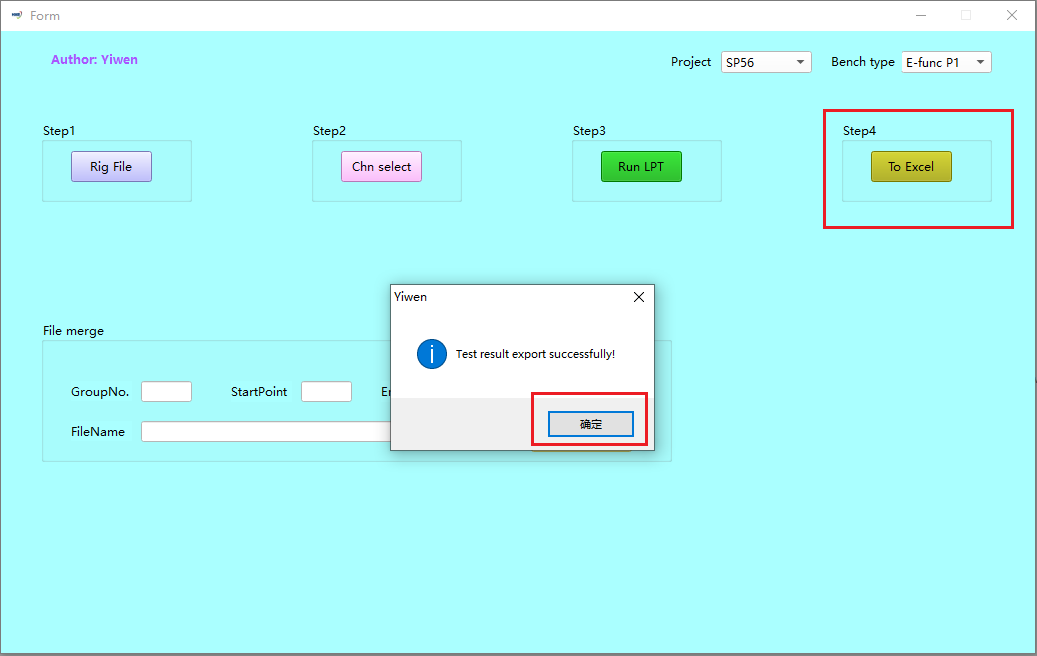 Form
Author: Yiwen
Project SP56 Bench type E-func P1
Step1 Step2 Step3 Step4
Rig File Chn select Run LPT To Excel
Yiwen
Test result export successfully!
确定
File merge
GroupNo. StartPoint
FileName